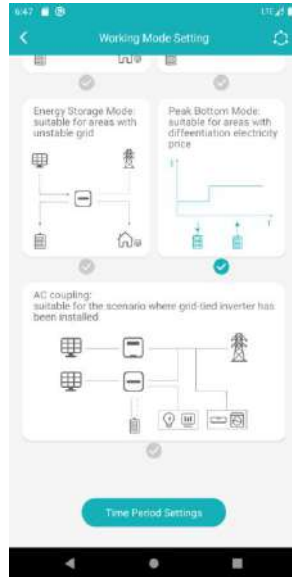 6:47 LTE
Working Mode Setting
Energy Storage Mode: Peak Bottom Mode:
suitable for areas with suitable for areas with
unstable grid diffeentiation electricity
price
AC coupling:
suitable for the scenario where grid-tied inverter has
been installed
Time Period Settings